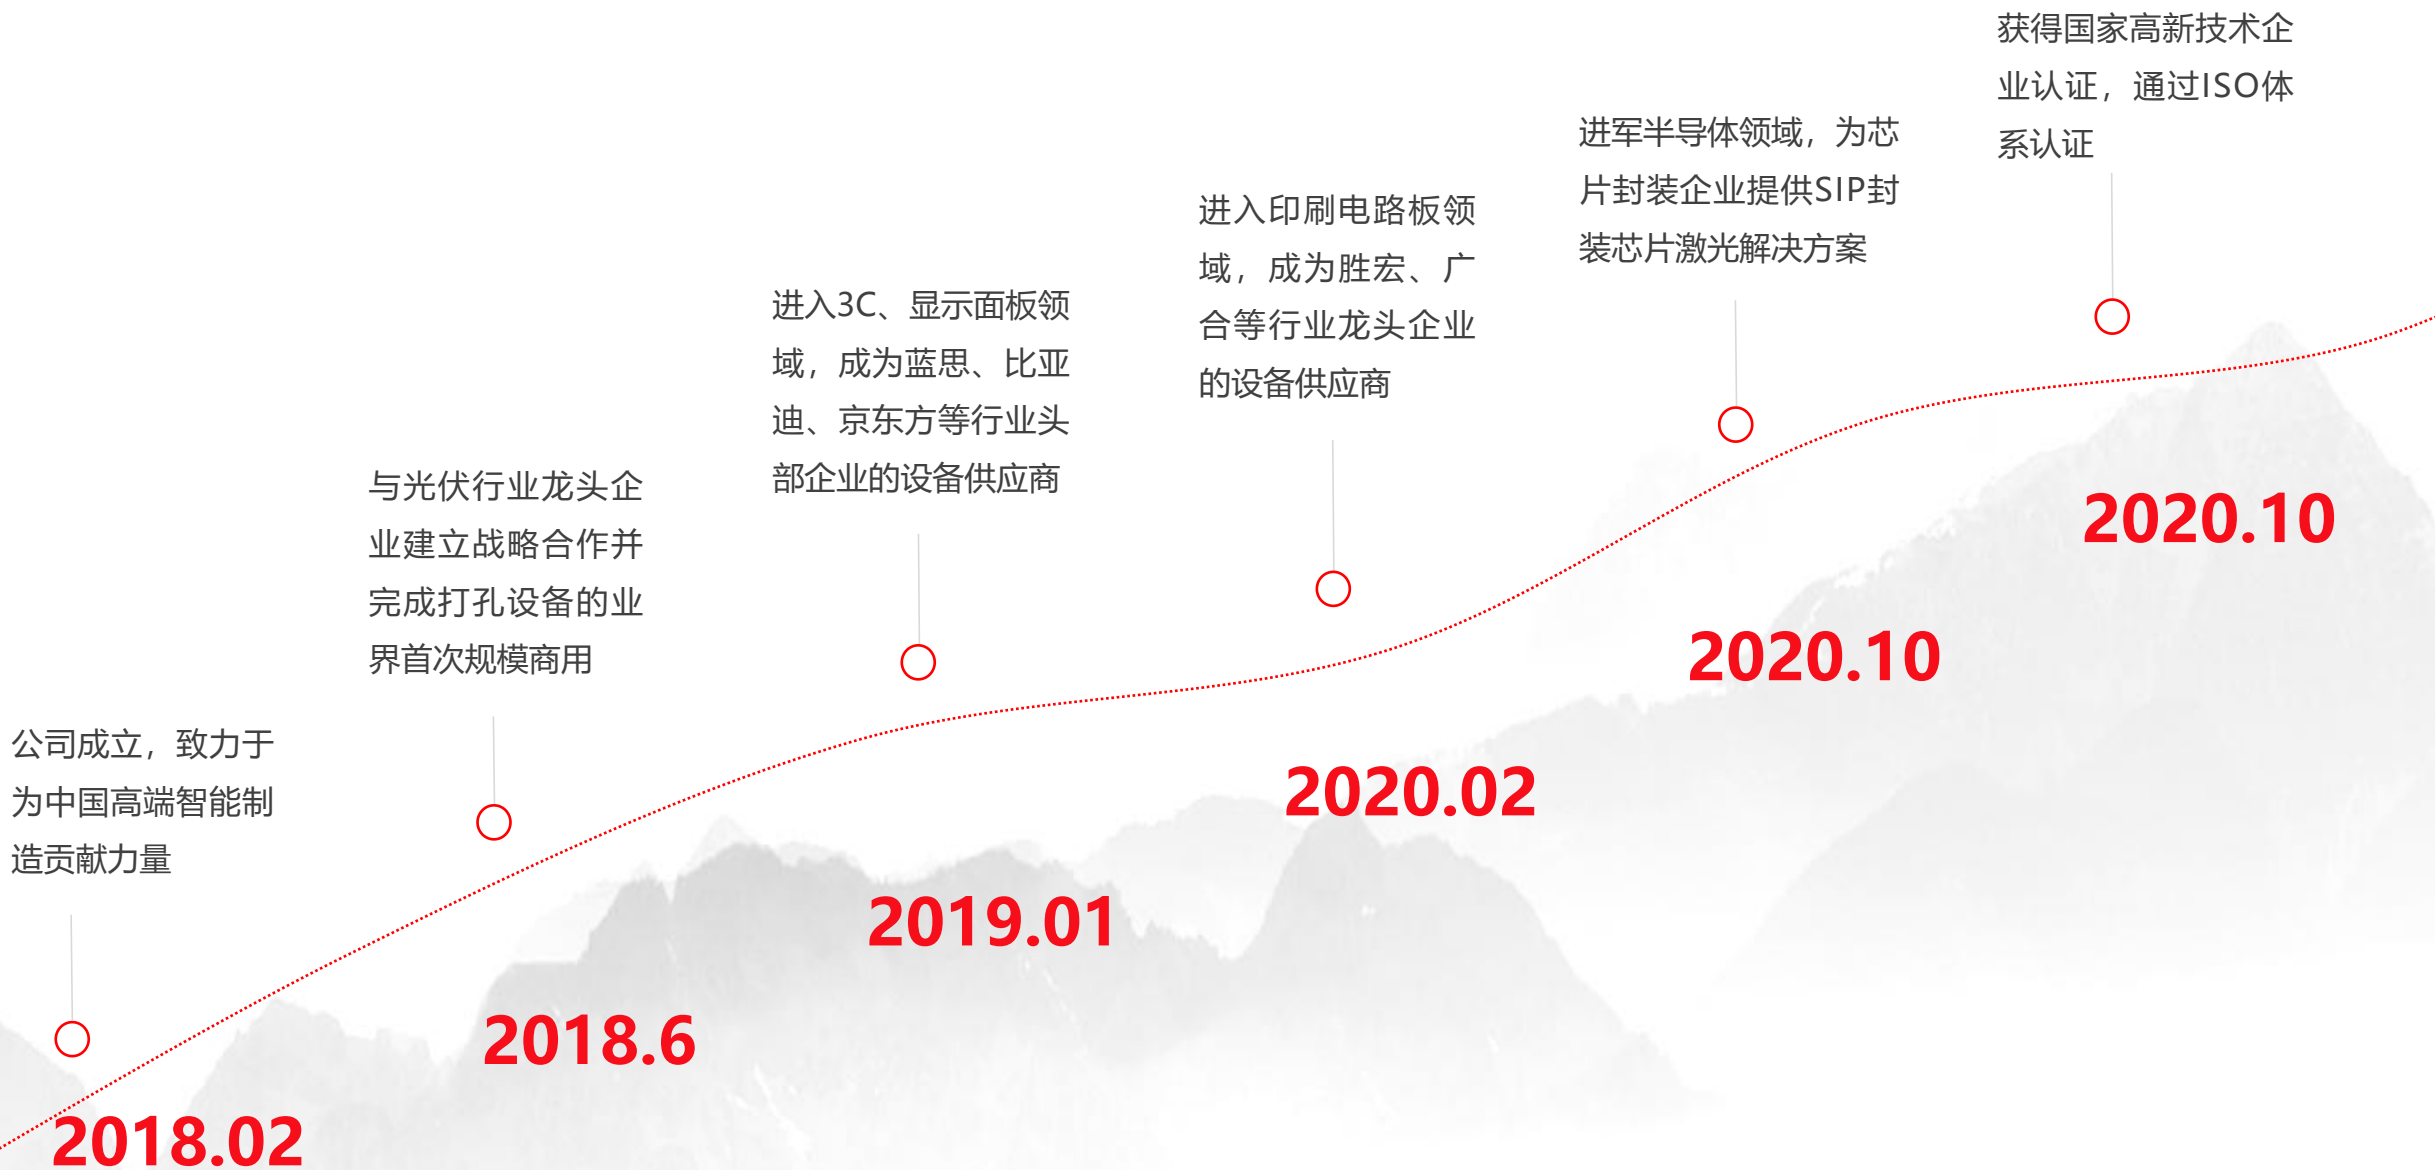 公司成立，致力于
为中国高端智能制
造贡献力量
2018.02
与光伏行业龙头企
业建立战略合作并
完成打孔设备的业
界首次规模商用
2018.6
进入3C、显示面板领
域，成为蓝思、比亚
迪、京东方等行业头
部企业的设备供应商
2019.01
进入印刷电路板领
域，成为胜宏、广
合等行业龙头企业
的设备供应商
2020.02
进军半导体领域，为芯
片封装企业提供SIP封
装芯片激光解决方案
2020.10
获得国家高新技术企
业认证，通过ISO体
系认证
2020.10